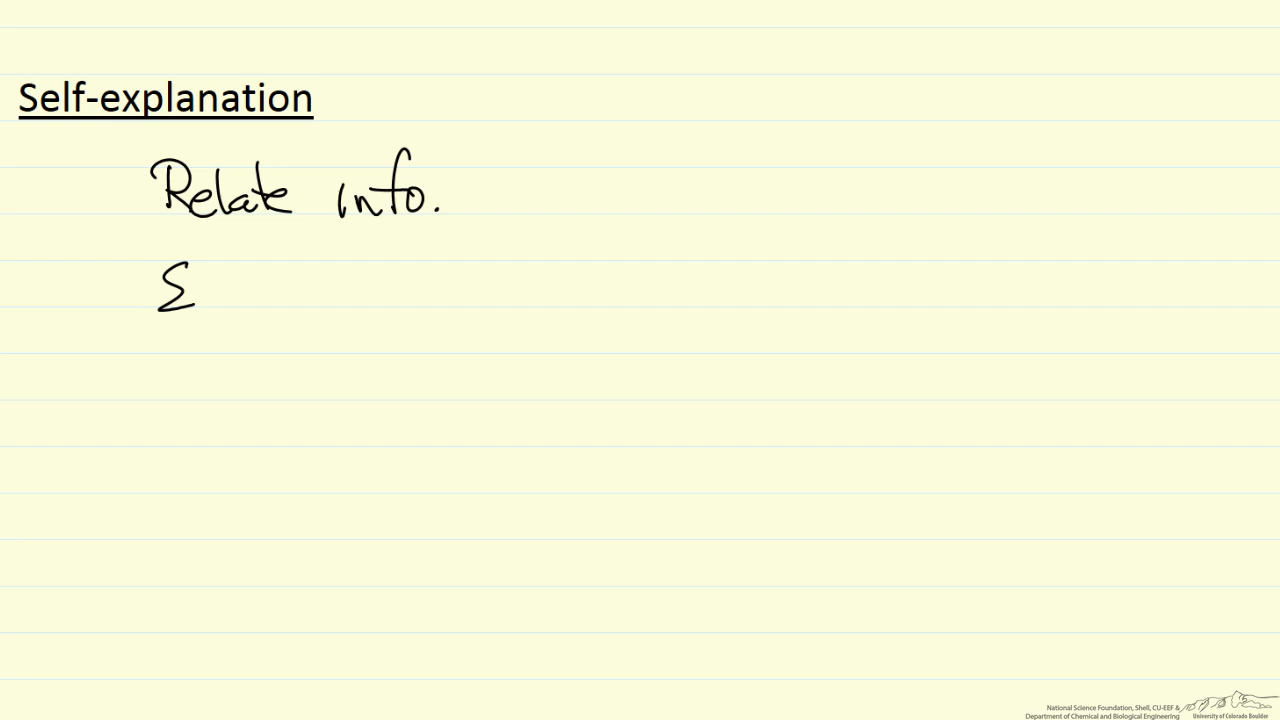 Self-explanation
Relate info.
Σ
National Science Foundation, Shell, CU-EEF &
Department of Chemical and Biological Engineering
University of Colorado Boulder